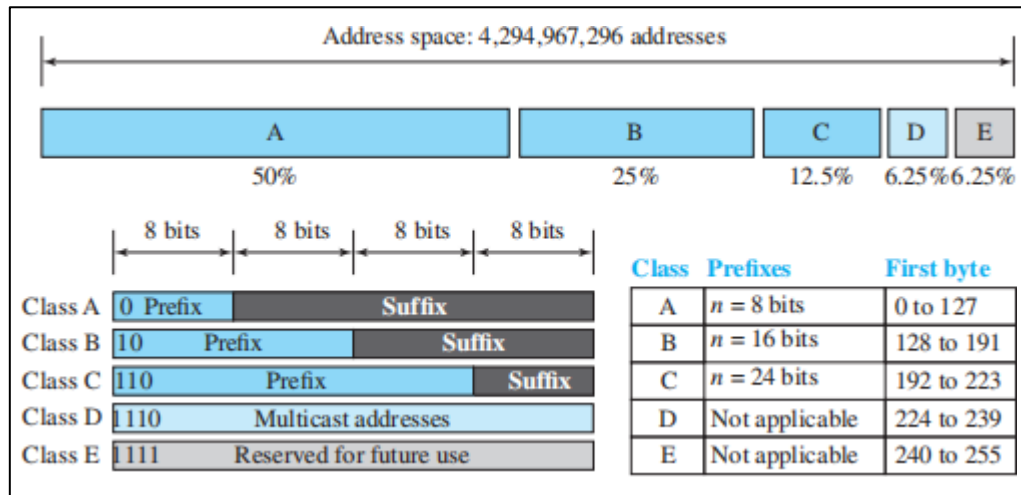 Address space: 4,294,967,296 addresses
A B C D E
50% 25% 12.5% 6.25% 6.25%
8 bits 8 bits 8 bits 8 bits
Class A 0 Prefix Suffix
Class B 10 Prefix Suffix
Class C 110 Prefix Suffix
Class D 1110 Multicast addresses
Class E 1111 Reserved for future use
Class Prefixes First byte
A n = 8 bits 0 to 127
B n = 16 bits 128 to 191
C n = 24 bits 192 to 223
D Not applicable 224 to 239
E Not applicable 240 to 255